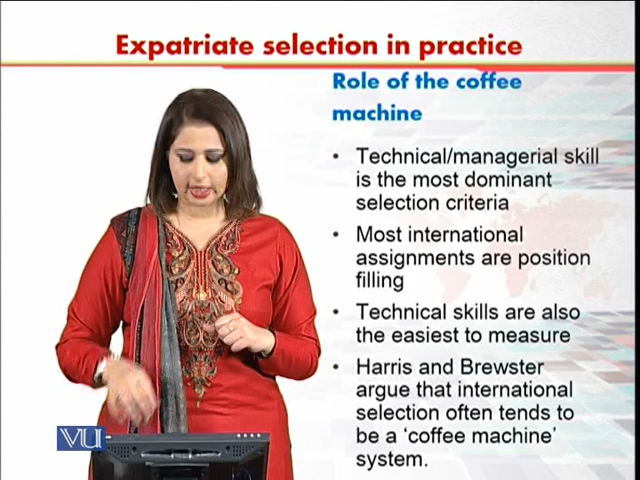 Expatriate selection in practice
Role of the coffee
machine
• Technical/managerial skill
is the most dominant
selection criteria
• Most international
assignments are position
filling
• Technical skills are also
the easiest to measure
• Harris and Brewster
argue that international
selection often tends to
be a ‘coffee machine’
system.
VU